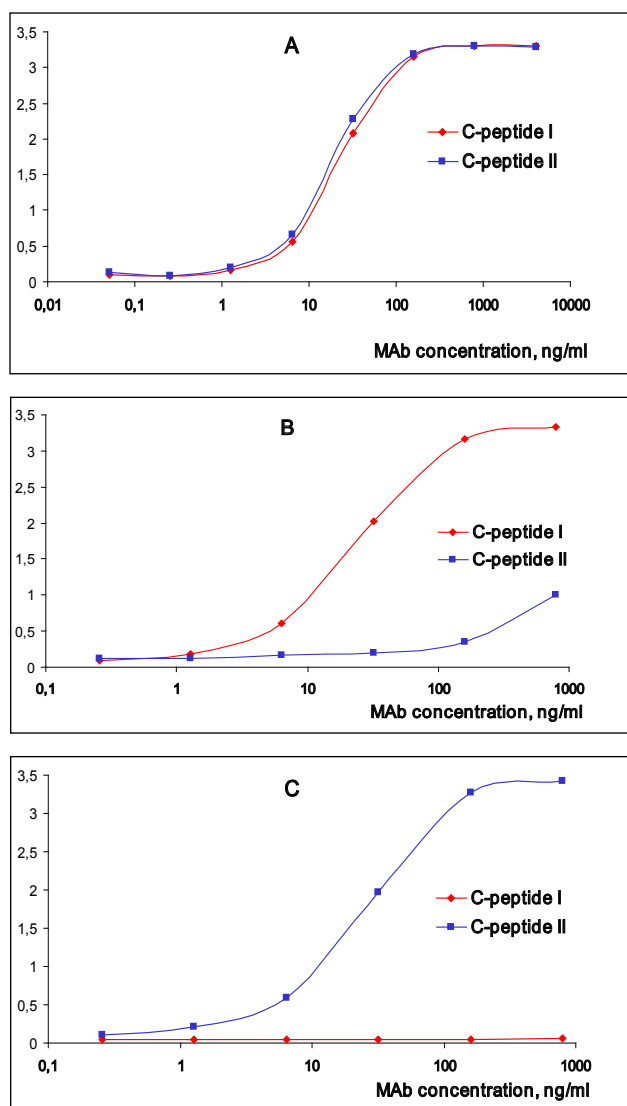 A
3,5
3
2,5
2
1,5
1
0,5
0
C-peptide I
C-peptide II
0,01 0,1 1 10 100 1000 10000
MAb concentration, ng/ml
B
3,5
3
2,5
2
1,5
1
0,5
0
C-peptide I
C-peptide II
0,1 1 10 100 1000
MAb concentration, ng/ml
C
3,5
3
2,5
2
1,5
1
0,5
0
C-peptide I
C-peptide II
0,1 1 10 100 1000
MAb concentration, ng/ml